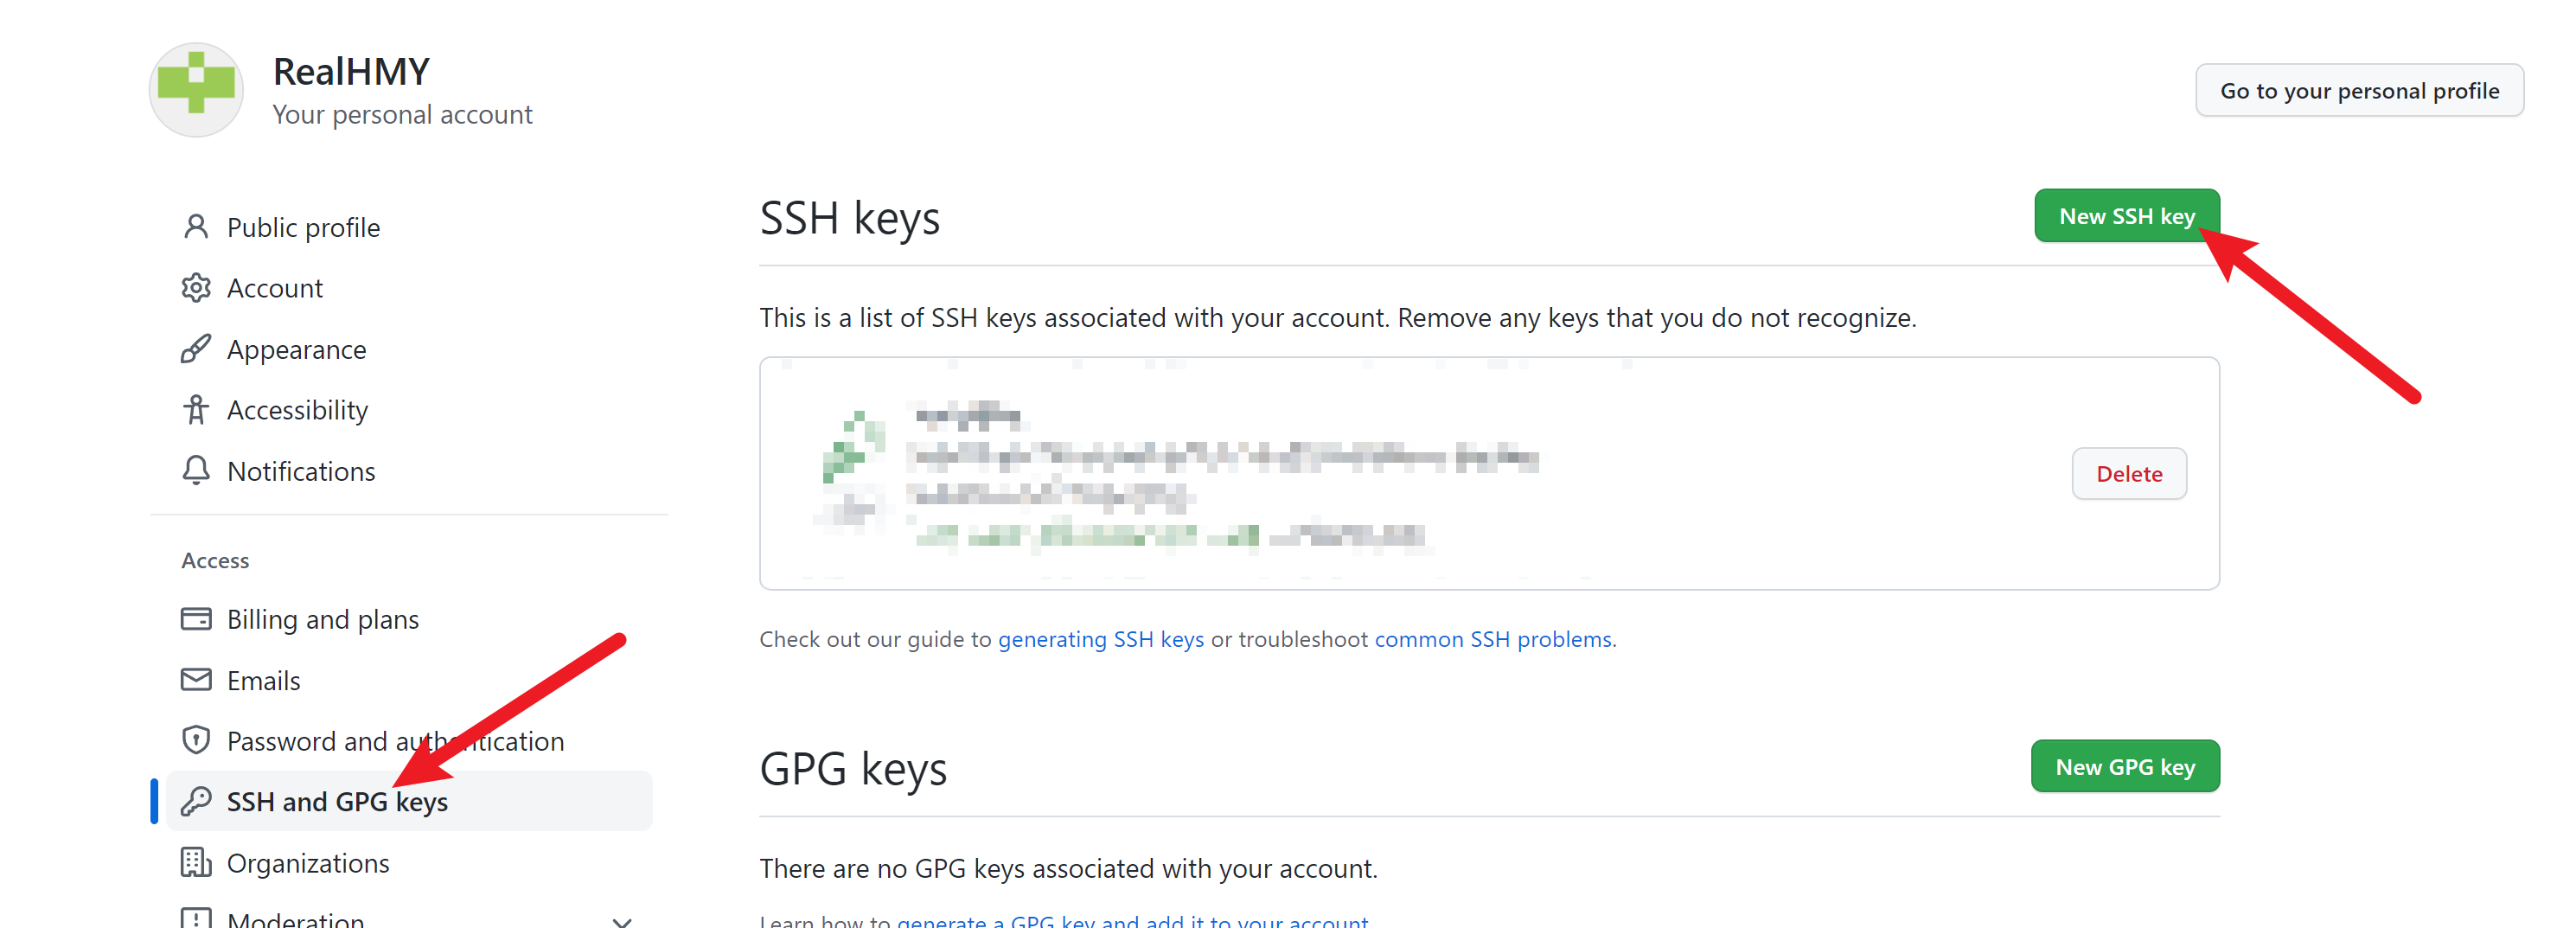 RealHMY
Your personal account
Go to your personal profile
Public profile
Account
Appearance
Accessibility
Notifications
Access
Billing and plans
Emails
Password and authentication
SSH and GPG keys
Organizations
Moderation
SSH keys
New SSH key
This is a list of SSH keys associated with your account. Remove any keys that you do not recognize.
Delete
Check out our guide to generating SSH keys or troubleshoot common SSH problems.
GPG keys
New GPG key
There are no GPG keys associated with your account.
Learn how to generate a GPG key and add it to your account